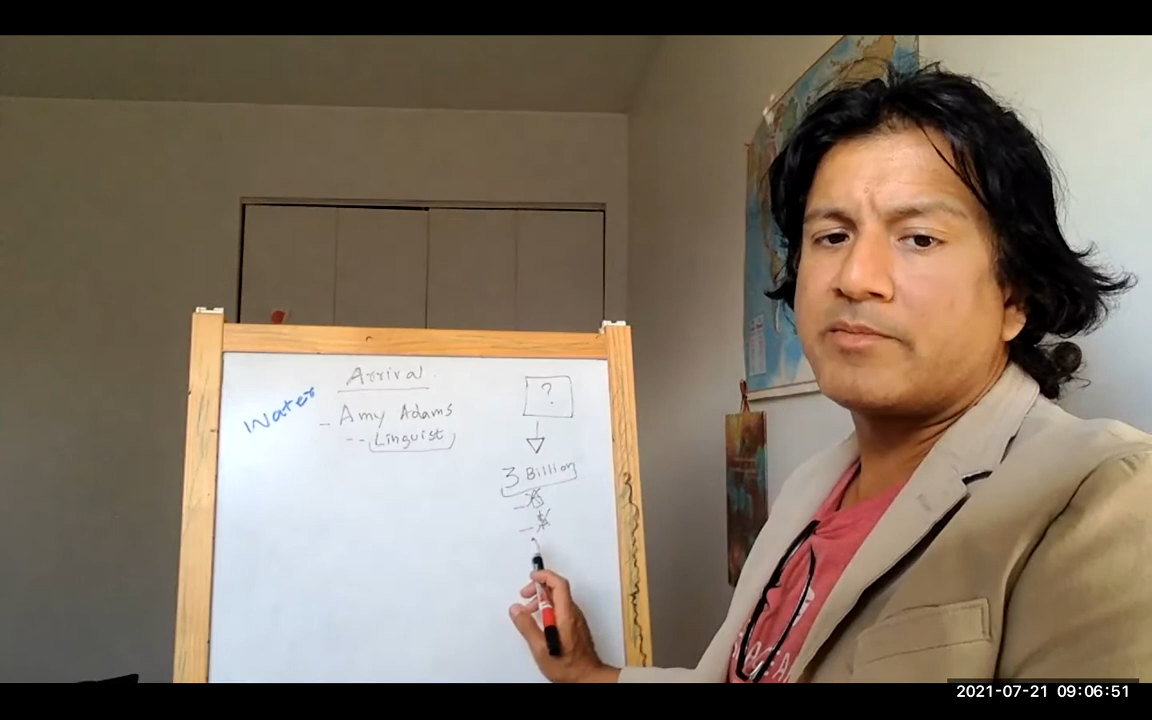 Arrival.
Water
- Amy Adams
-- Linguist
?
3 Billion
-
-
2021-07-21 09:06:51